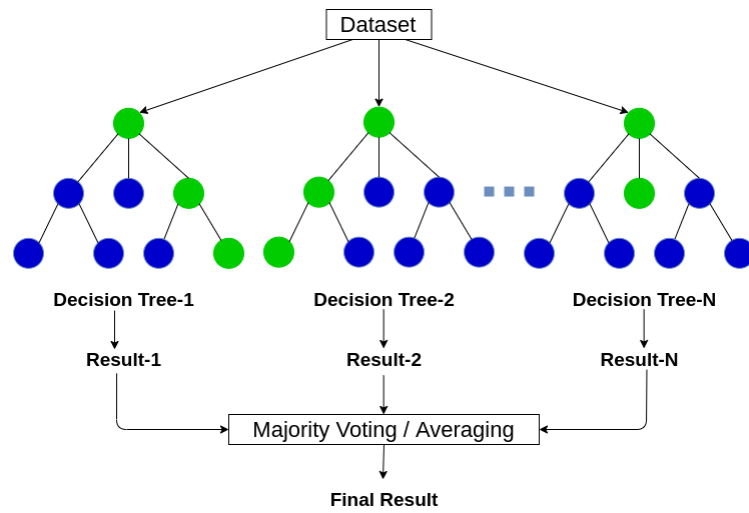 Dataset
Decision Tree-1
Decision Tree-2
Decision Tree-N
Result-1
Result-2
Result-N
Majority Voting / Averaging
Final Result